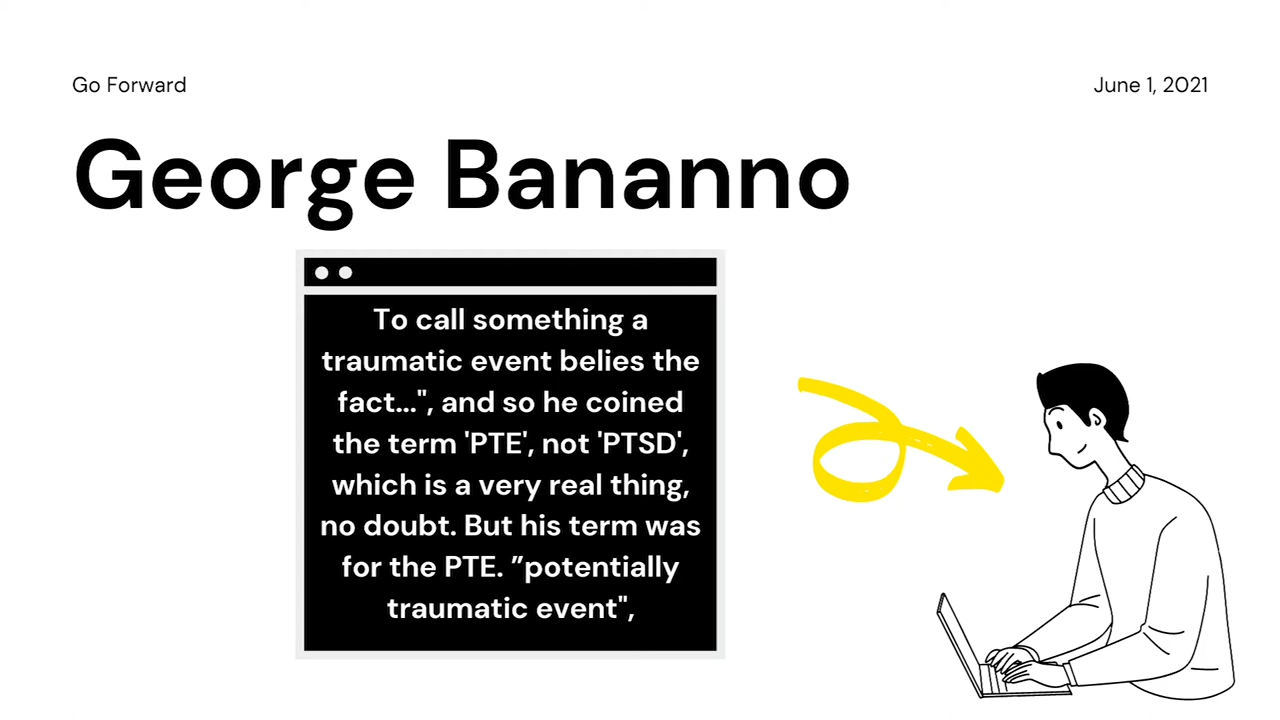 Go Forward
June 1, 2021
George Bananno
To call something a
traumatic event belies the
fact...", and so he coined
the term 'PTE', not 'PTSD',
which is a very real thing,
no doubt. But his term was
for the PTE. ”potentially
traumatic event",